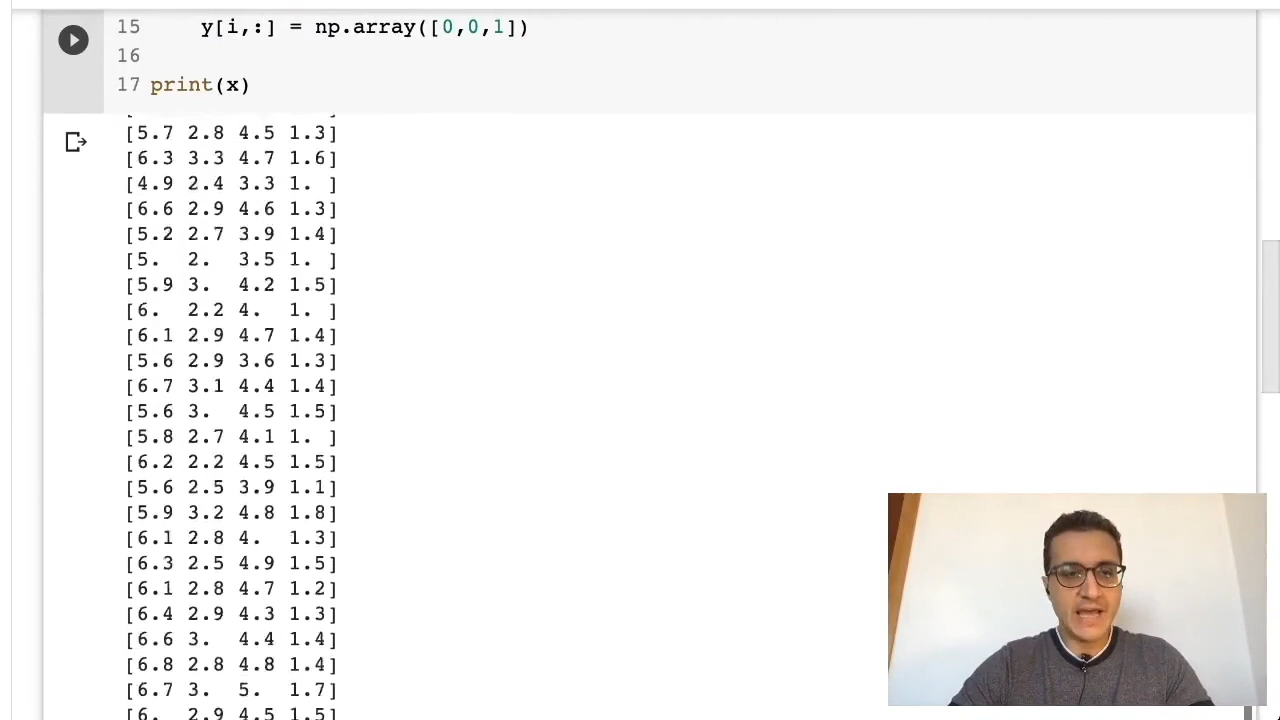 15 y[i,:] = np.array([0,0,1])
16
17 print(x)
[5.7 2.8 4.5 1.3]
[6.3 3.3 4.7 1.6]
[4.9 2.4 3.3 1. ]
[6.6 2.9 4.6 1.3]
[5.2 2.7 3.9 1.4]
[5. 2. 3.5 1. ]
[5.9 3. 4.2 1.5]
[6. 2.2 4. 1. ]
[6.1 2.9 4.7 1.4]
[5.6 2.9 3.6 1.3]
[6.7 3.1 4.4 1.4]
[5.6 3. 4.5 1.5]
[5.8 2.7 4.1 1. ]
[6.2 2.2 4.5 1.5]
[5.6 2.5 3.9 1.1]
[5.9 3.2 4.8 1.8]
[6.1 2.8 4. 1.3]
[6.3 2.5 4.9 1.5]
[6.1 2.8 4.7 1.2]
[6.4 2.9 4.3 1.3]
[6.6 3. 4.4 1.4]
[6.8 2.8 4.8 1.4]
[6.7 3. 5. 1.7]
[6. 2.9 4.5 1.5]